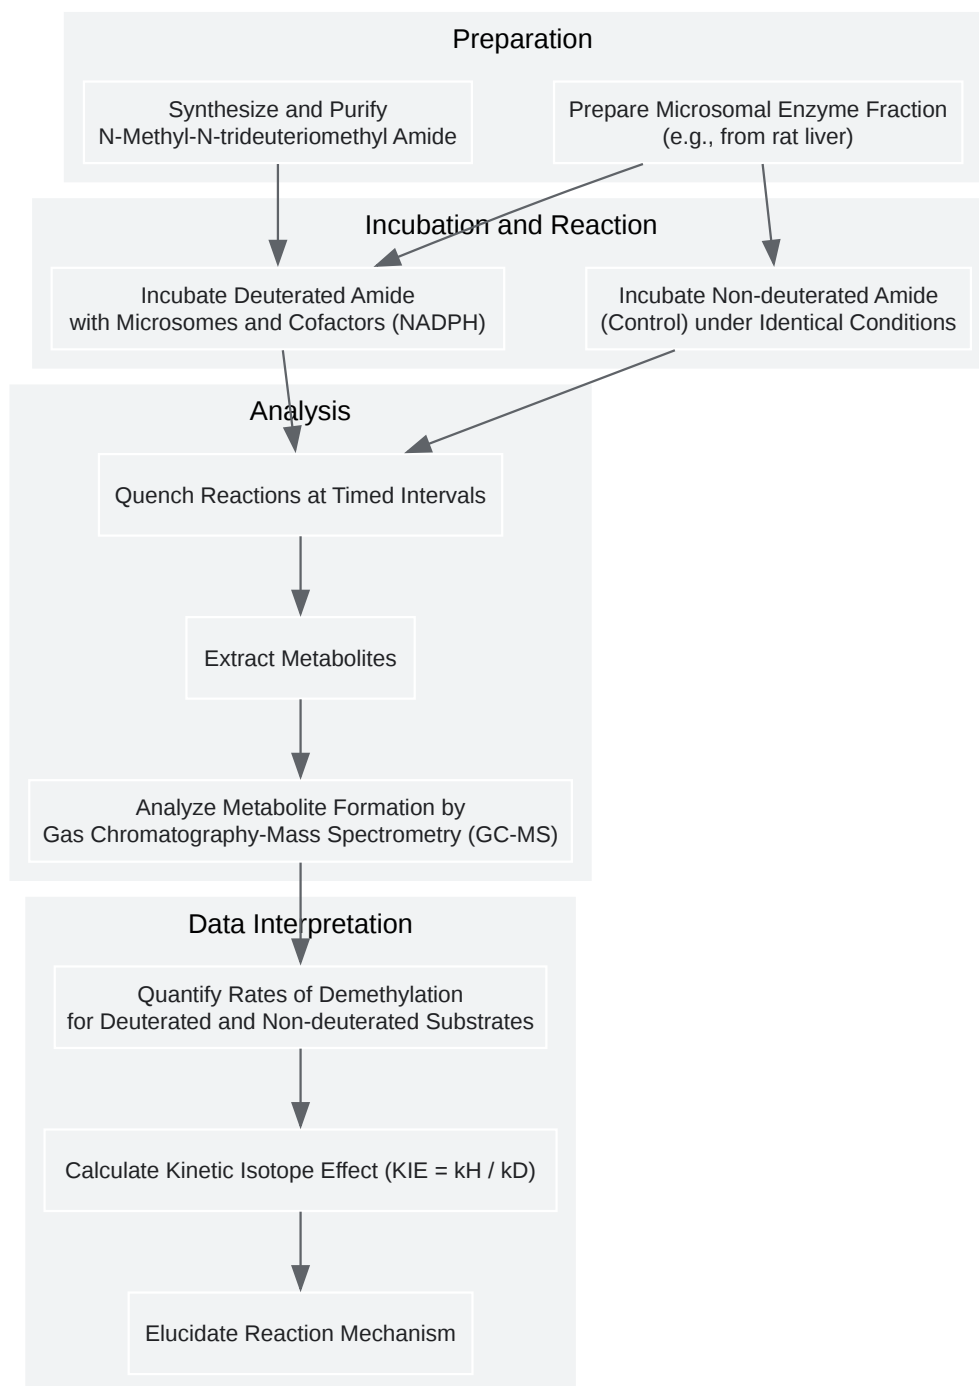 Preparation
Synthesize and Purify
N-Methyl-N-trideuteriomethyl Amide
Prepare Microsomal Enzyme Fraction
(e.g., from rat liver)
Incubation and Reaction
Incubate Deuterated Amide
with Microsomes and Cofactors (NADPH)
Incubate Non-deuterated Amide
(Control) under Identical Conditions
Analysis
Quench Reactions at Timed Intervals
Extract Metabolites
Analyze Metabolite Formation by
Gas Chromatography-Mass Spectrometry (GC-MS)
Data Interpretation
Quantify Rates of Demethylation
for Deuterated and Non-deuterated Substrates
Calculate Kinetic Isotope Effect (KIE = kH / kD)
Elucidate Reaction Mechanism